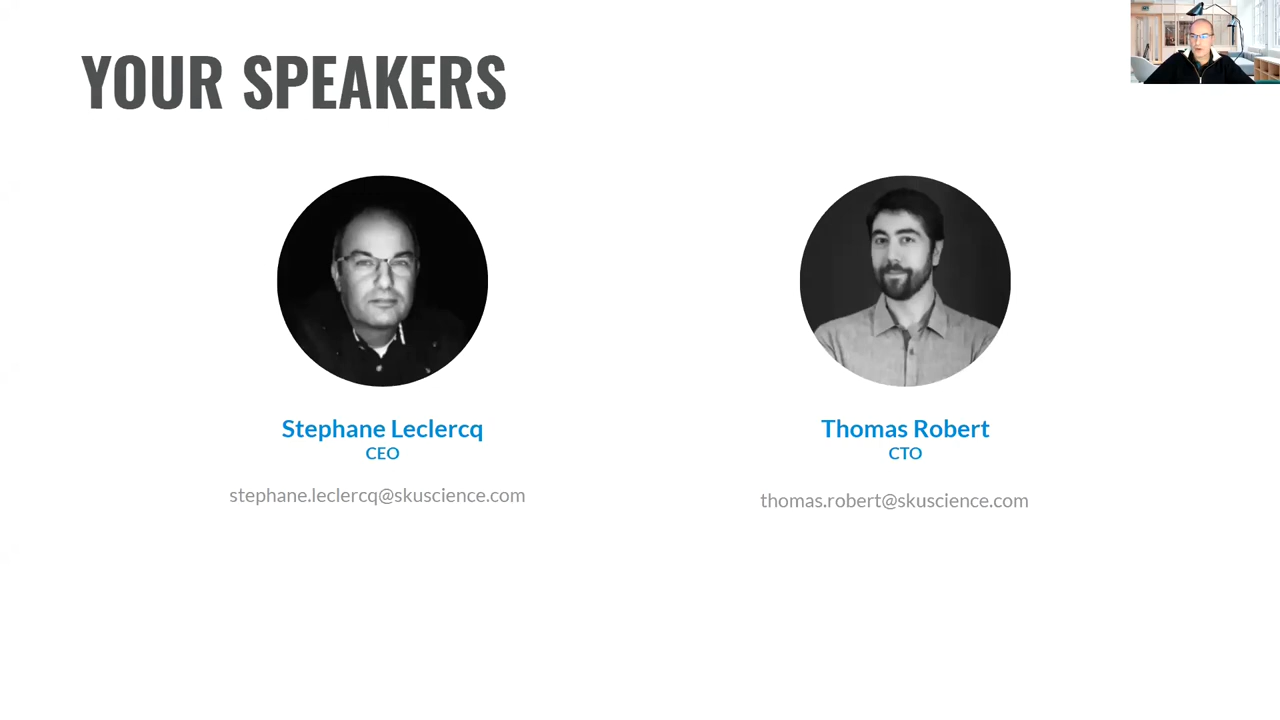 YOUR SPEAKERS
Stephane Leclercq
CEO
stephane.leclercq@skuscience.com
Thomas Robert
CTO
thomas.robert@skuscience.com